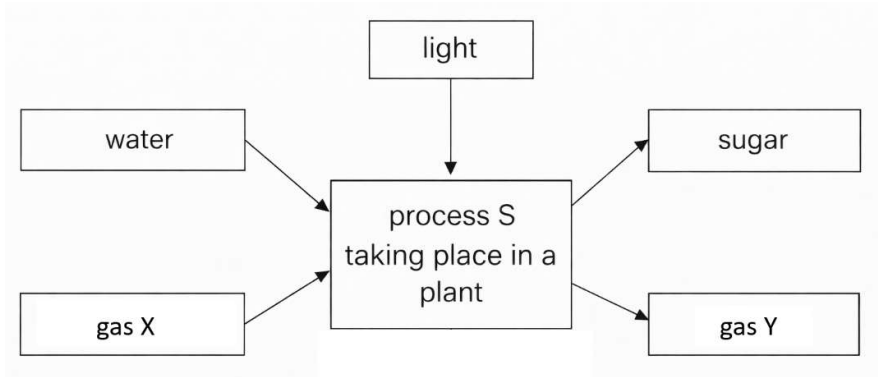 light
water
sugar
process S
taking place in a
plant
gas X
gas Y